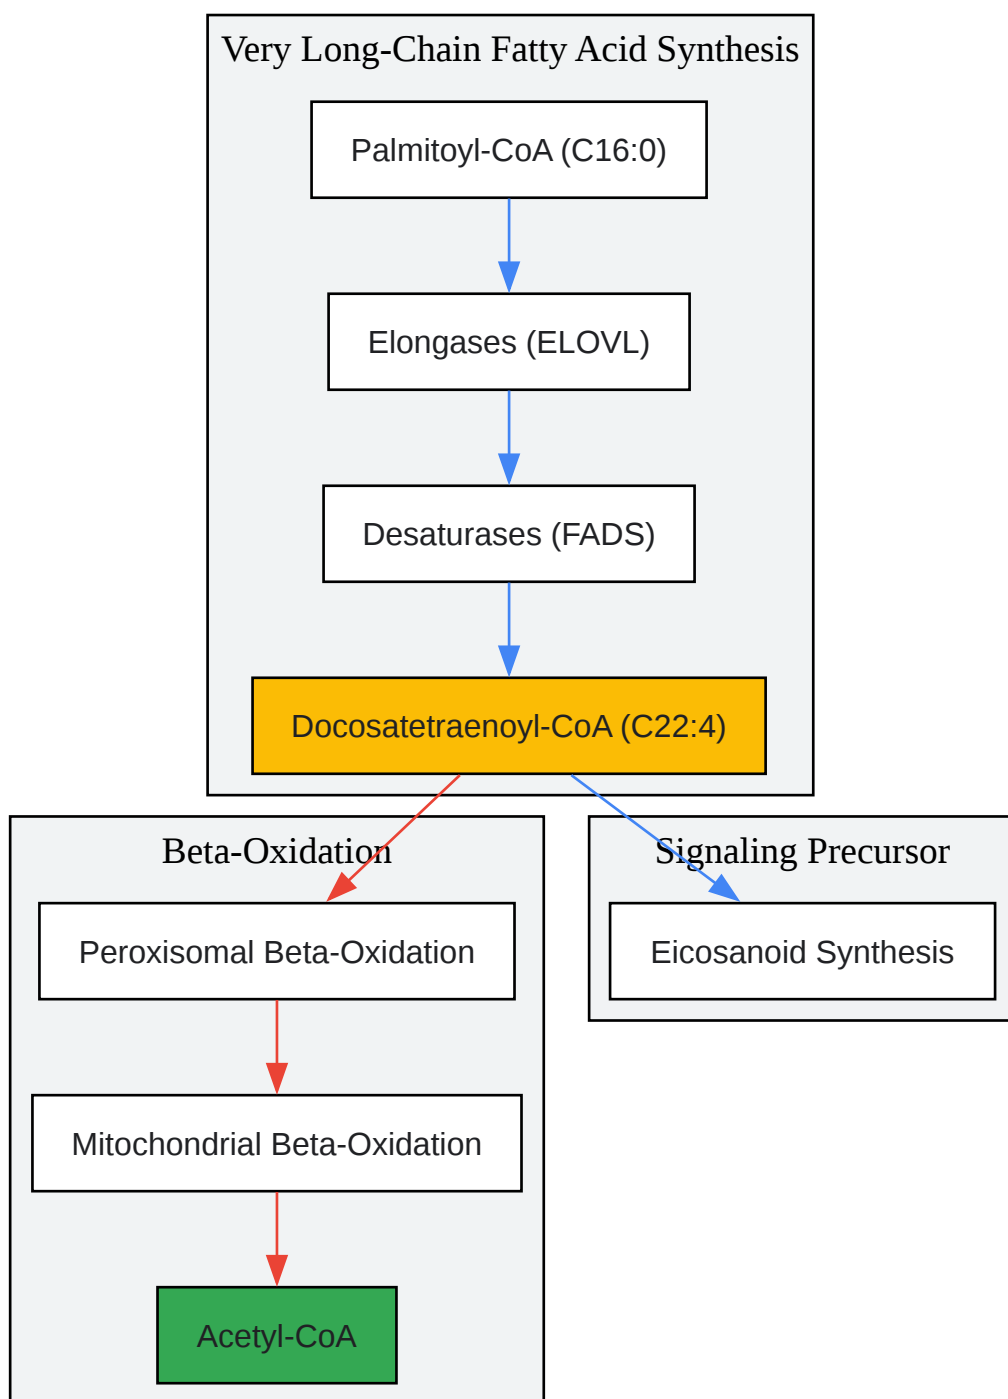 Very Long-Chain Fatty Acid Synthesis
Palmitoyl-CoA (C16:0)
Elongases (ELOVL)
Desaturases (FADS)
Docosatetraenoyl-CoA (C22:4)
Beta-Oxidation
Peroxisomal Beta-Oxidation
Mitochondrial Beta-Oxidation
Acetyl-CoA
Signaling Precursor
Eicosanoid Synthesis